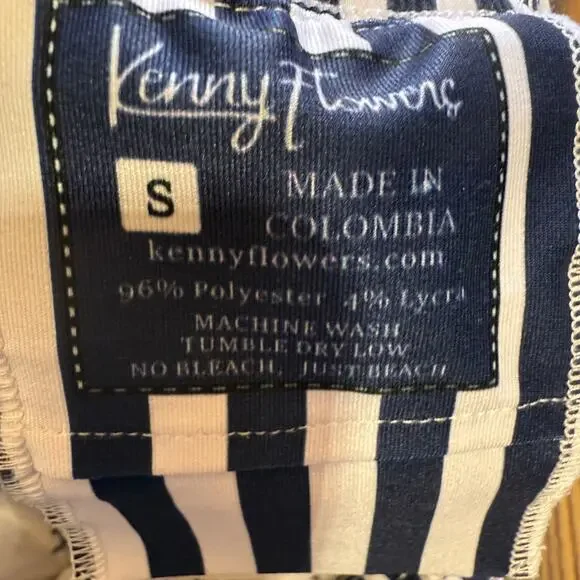 Kenny Flowers
S
MADE IN
COLOMBIA
kennyflowers.com
96% Polyester 4% Lycra
MACHINE WASH
TUMBLE DRY LOW
NO BLEACH, JUST BEACH